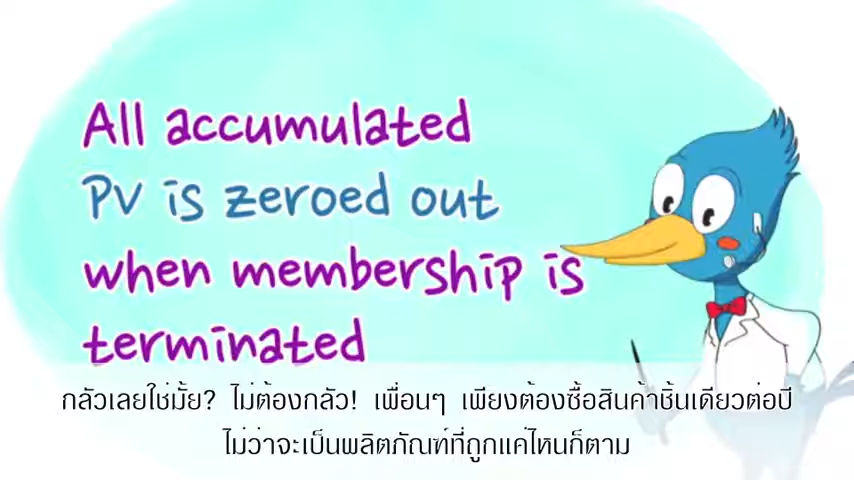 All accumulated
PV is zeroed out
when membership is
terminated
กลัวเลยใช่มั้ย? ไม่ต้องกลัว! เพื่อนๆ เพียงต้องซื้อสินค้าชิ้นเดียวต่อปี
ไม่ว่าจะเป็นผลิตภัณฑ์ที่ถูกแค่ไหนก็ตาม